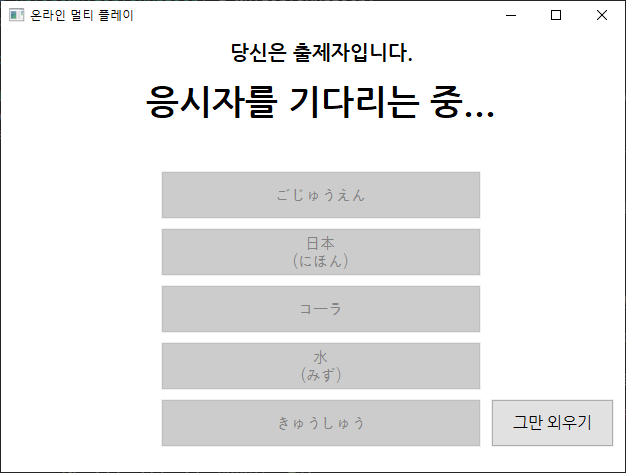 온라인 멀티 플레이
당신은 출제자입니다.
응시자를 기다리는 중...
ごじゅうえん
日本
(にほん)
コーラ
水
(みず)
きゅうしゅう
그만 외우기